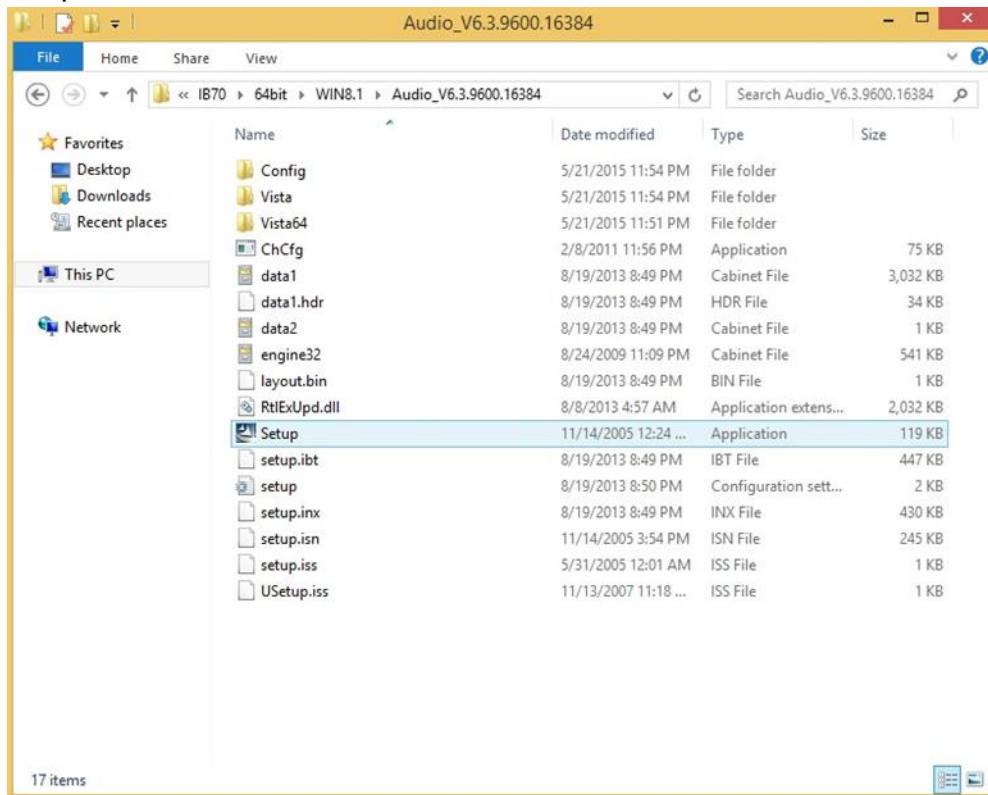 Audio_V6.3.9600.16384
File Home Share View
« IB70 ▸ 64bit ▸ WIN8.1 ▸ Audio_V6.3.9600.16384 Search Audio_V6.3.9600.16384
Favorites
Desktop
Downloads
Recent places
This PC
Network
Name Date modified Type Size
Config 5/21/2015 11:54 PM File folder
Vista 5/21/2015 11:54 PM File folder
Vista64 5/21/2015 11:51 PM File folder
ChCfg 2/8/2011 11:56 PM Application 75 KB
data1 8/19/2013 8:49 PM Cabinet File 3,032 KB
data1.hdr 8/19/2013 8:49 PM HDR File 34 KB
data2 8/19/2013 8:49 PM Cabinet File 1 KB
engine32 8/24/2009 11:09 PM Cabinet File 541 KB
layout.bin 8/19/2013 8:49 PM BIN File 1 KB
RtlExUpd.dll 8/8/2013 4:57 AM Application extens... 2,032 KB
Setup 11/14/2005 12:24 ... Application 119 KB
setup.ibt 8/19/2013 8:49 PM IBT File 447 KB
setup 8/19/2013 8:50 PM Configuration sett... 2 KB
setup.inx 8/19/2013 8:49 PM INX File 430 KB
setup.isn 11/14/2005 3:54 PM ISN File 245 KB
setup.iss 5/31/2005 12:01 AM ISS File 1 KB
USetup.iss 11/13/2007 11:18 ... ISS File 1 KB
17 items